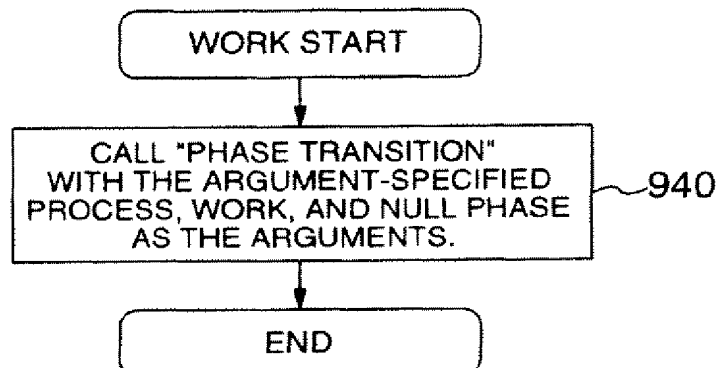 WORK START
CALL "PHASE TRANSITION"
WITH THE ARGUMENT-SPECIFIED
PROCESS, WORK, AND NULL PHASE
AS THE ARGUMENTS.
940
END